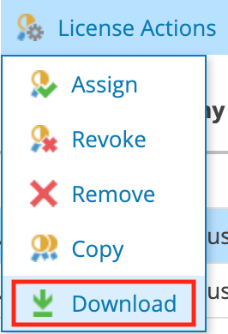 License Actions
Assign
Revoke
Remove
Copy
Download